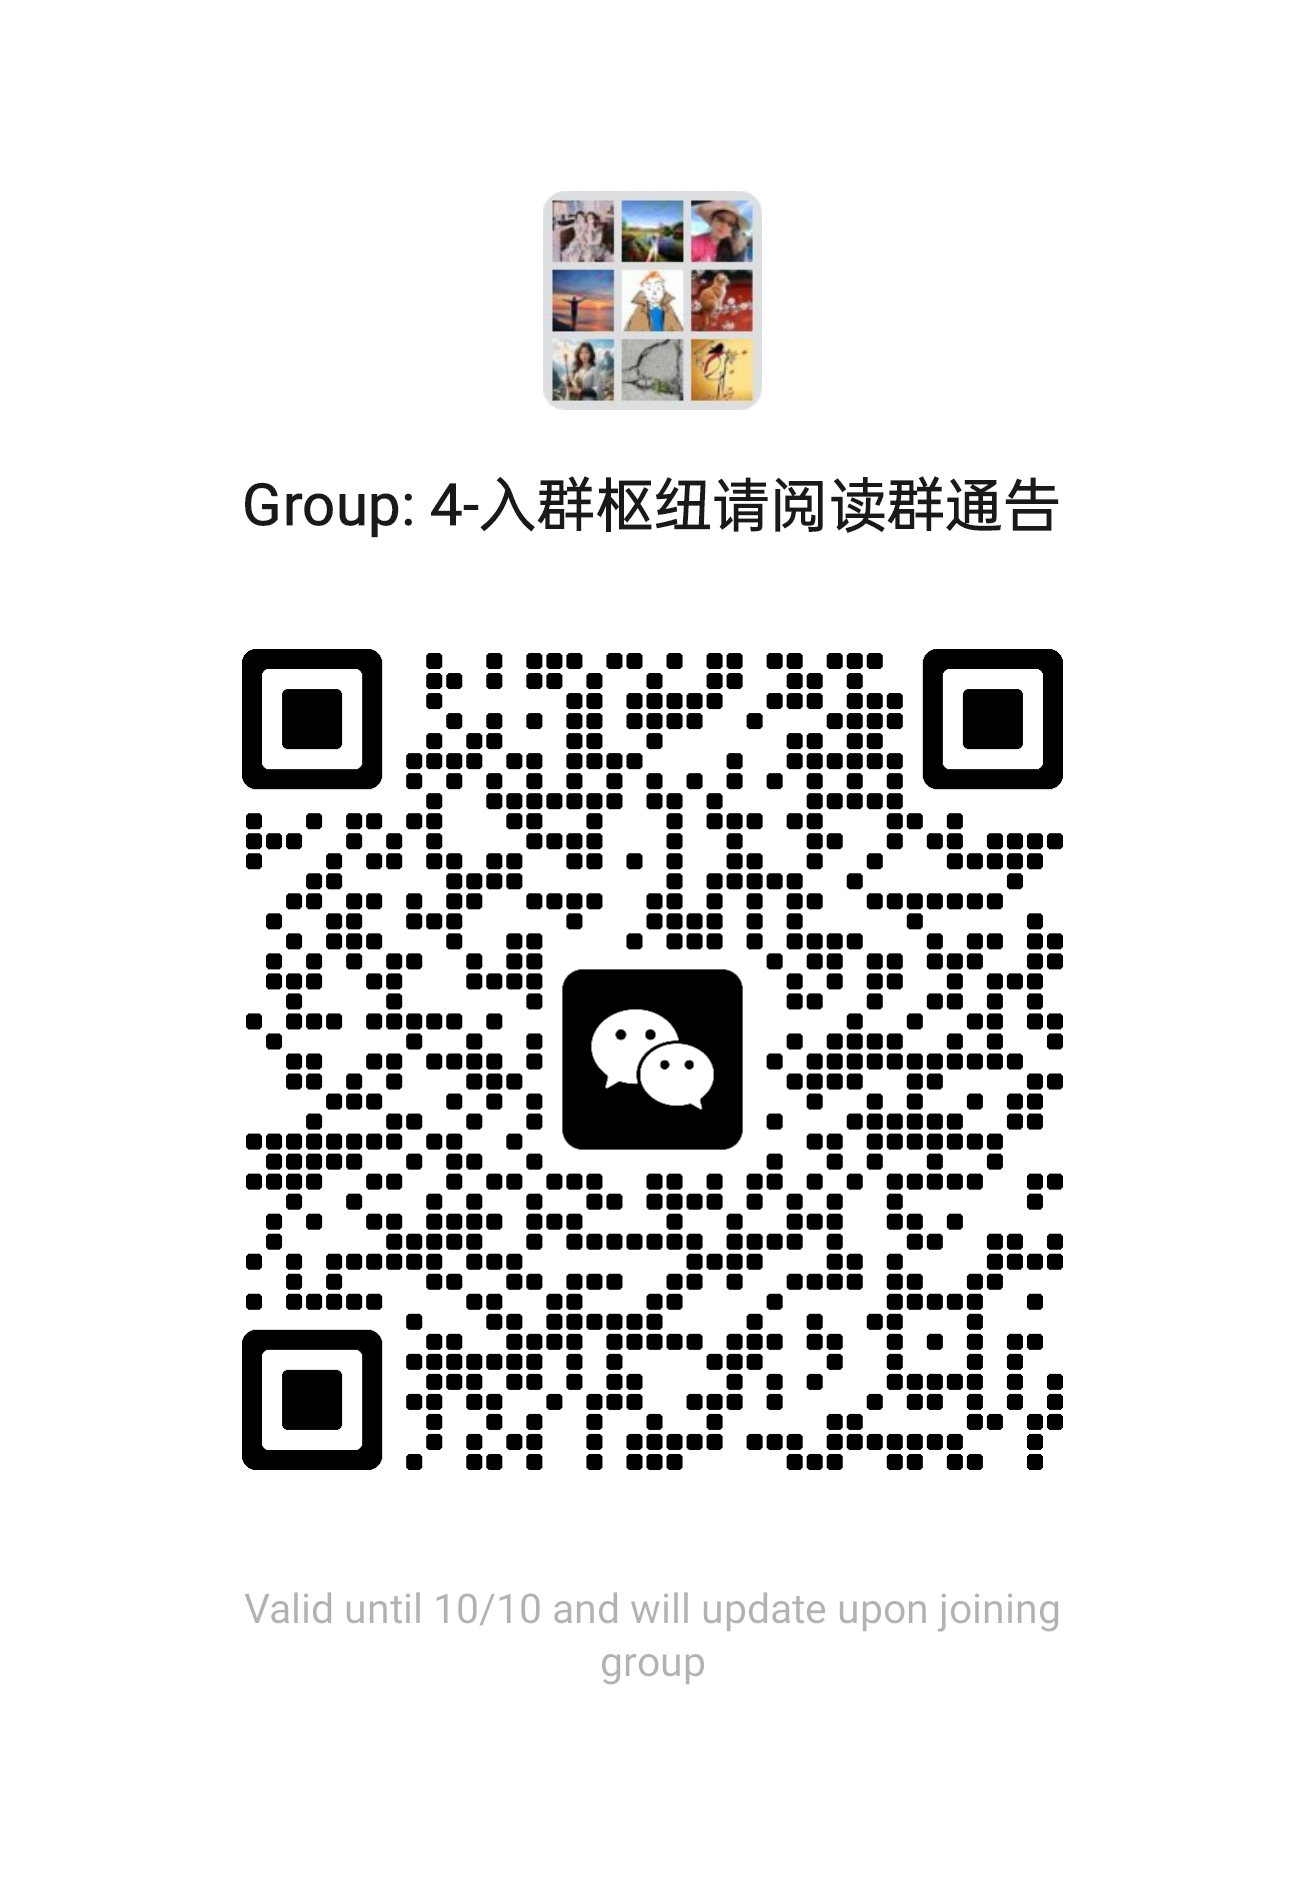 Group: 4-入群枢纽请阅读群通告
Valid until 10/10 and will update upon joining
group